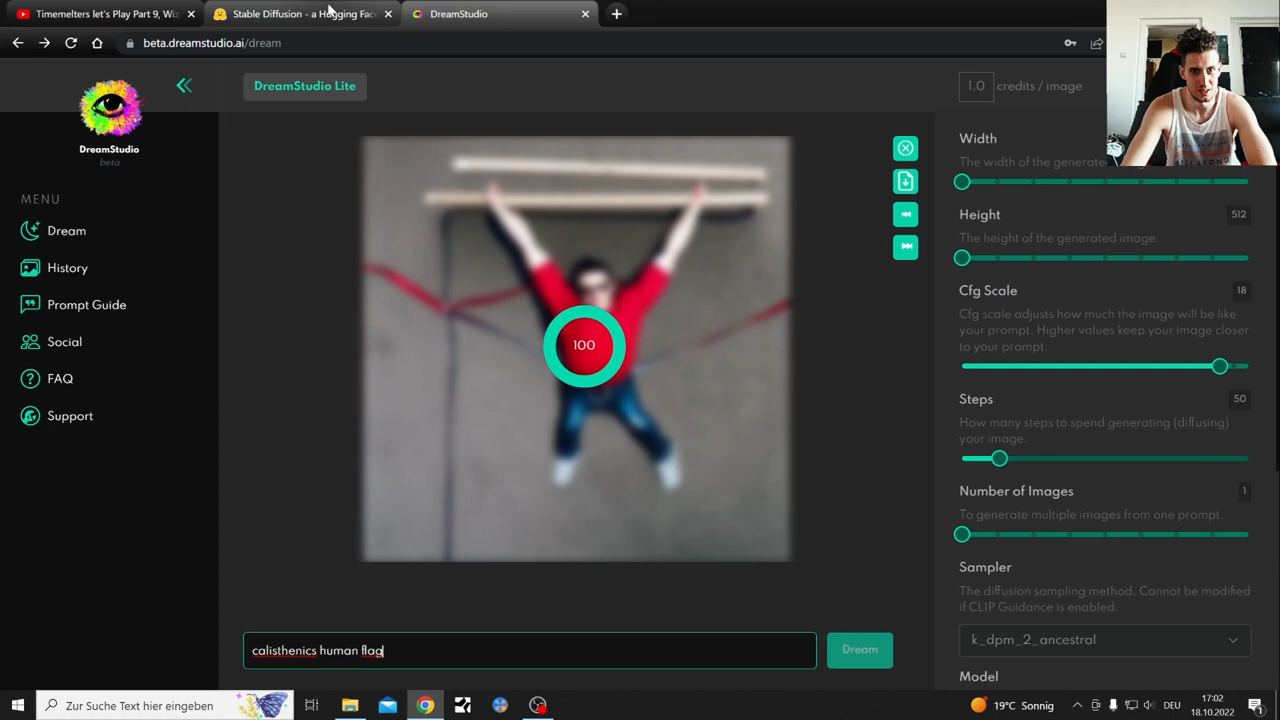 Timemelters let's Play Part 9, Wiz
Stable Diffusion - a Hugging Face
DreamStudio
beta.dreamstudio.ai/dream
DreamStudio
beta
MENU
Dream
History
Prompt Guide
Social
FAQ
Support
DreamStudio Lite
1.0 credits / image
100
calisthenics human flag
Dream
Width
The width of the generated
Height
512
The height of the generated image.
Cfg Scale
18
Cfg scale adjusts how much the image will be like
your prompt. Higher values keep your image closer
to your prompt.
Steps
50
How many steps to spend generating (diffusing)
your image.
Number of Images
1
To generate multiple images from one prompt.
Sampler
The diffusion sampling method. Cannot be modified
if CLIP Guidance is enabled.
k_dpm_2_ancestral
Model
Zur Suche Text hier eingeben
19°C Sonnig
DEU
17:02
18.10.2022
1